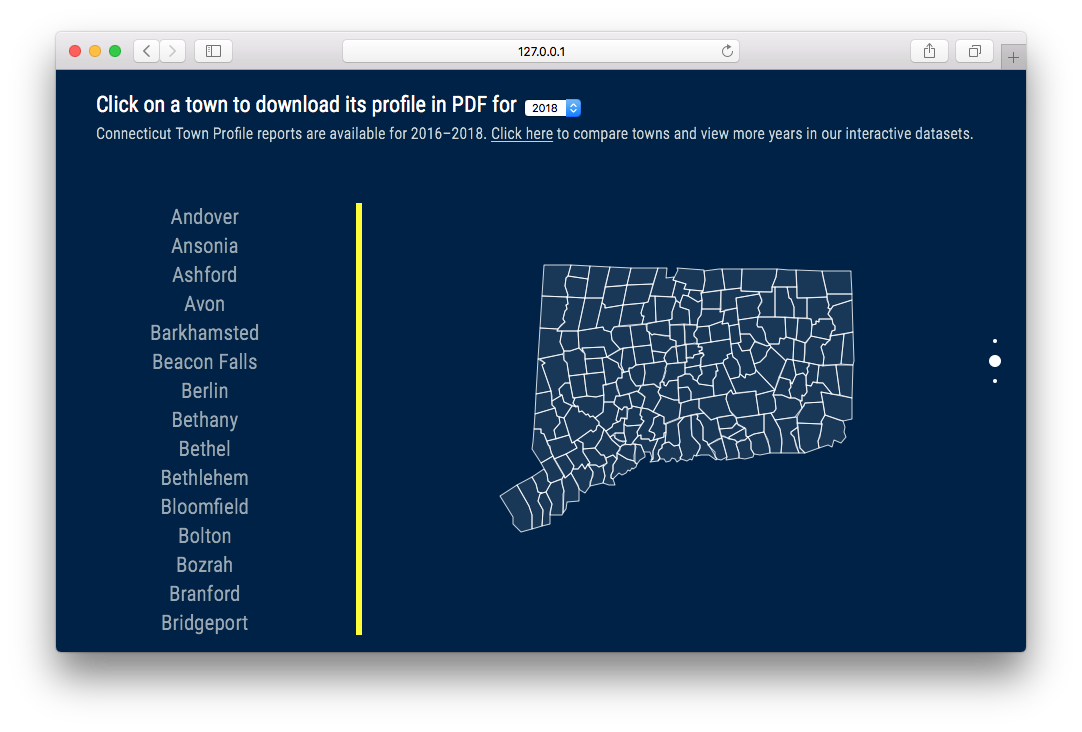 127.0.0.1
Click on a town to download its profile in PDF for 2018
Connecticut Town Profile reports are available for 2016–2018. Click here to compare towns and view more years in our interactive datasets.
Andover
Ansonia
Ashford
Avon
Barkhamsted
Beacon Falls
Berlin
Bethany
Bethel
Bethlehem
Bloomfield
Bolton
Bozrah
Branford
Bridgeport